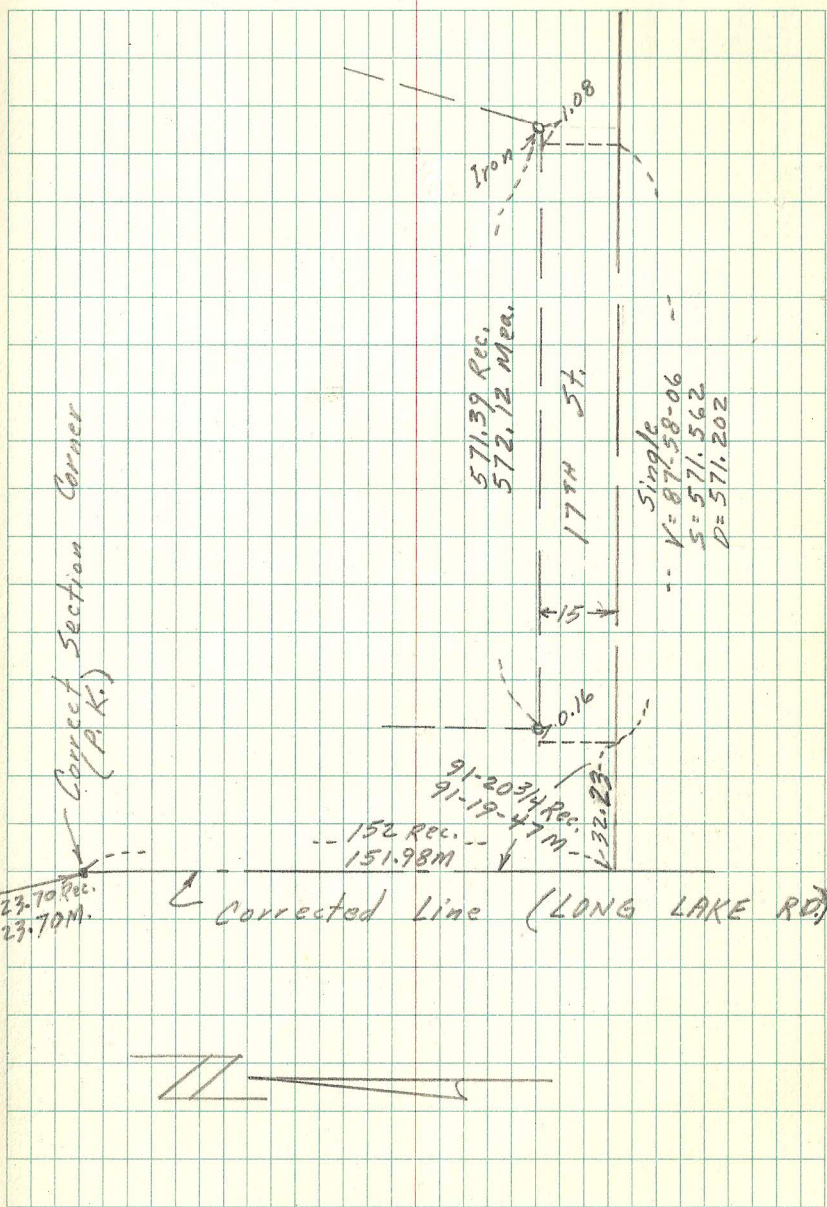 1.08
Iron
571.39 Rec.
572.12 Mea.
17TH St.
Single
V=87-58-06
S=571.562
D=571.202
15
Correct Section Corner
(P.K.)
0.16
91-20 3/4 Rec.
91-19-47 M
32.23
152 Rec.
151.98M
23.70 Rec.
23.70M.
Corrected Line (LONG LAKE RD.)